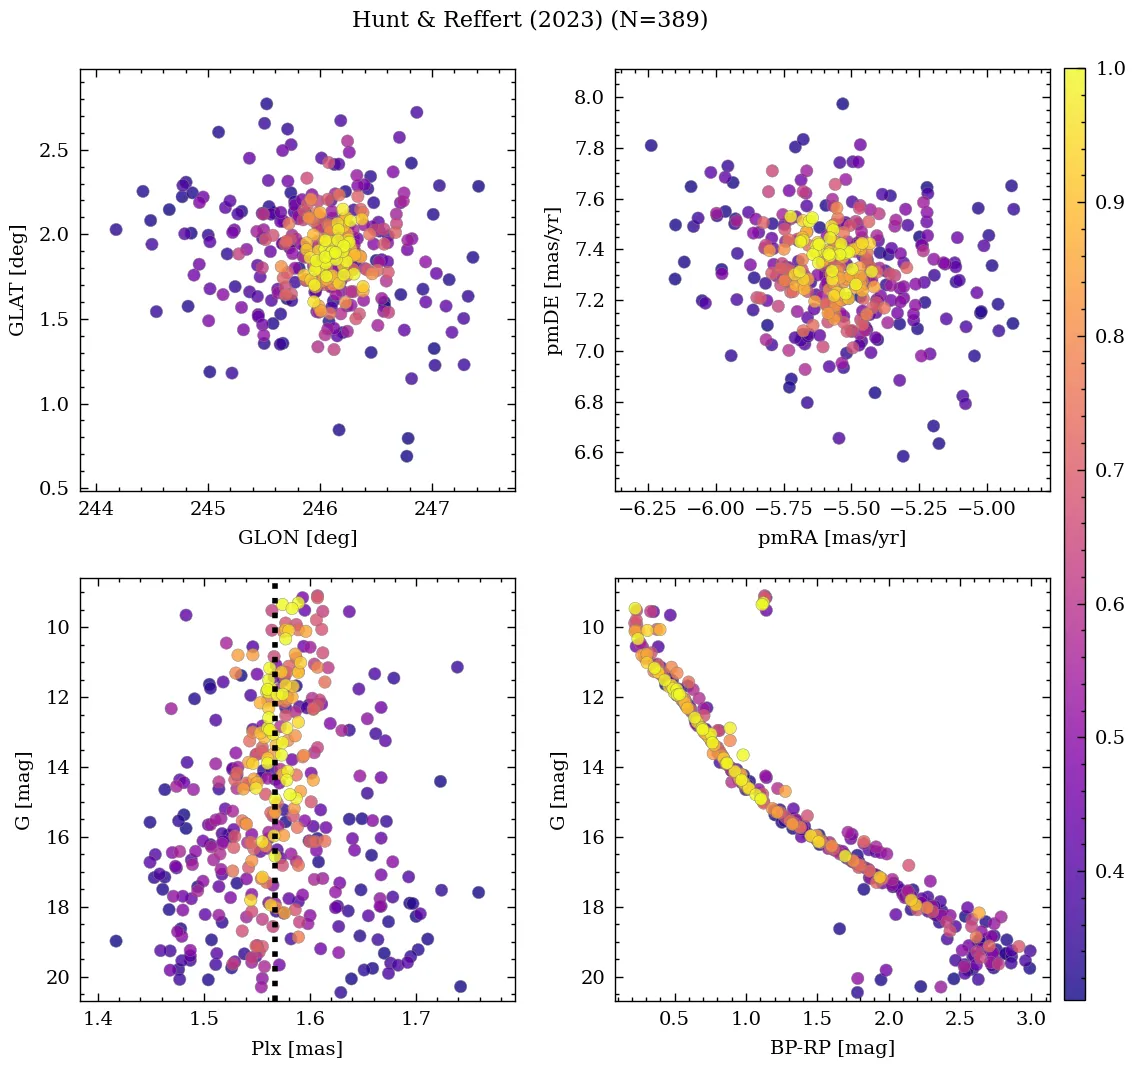 Hunt & Reffert (2023) (N=389)
2.5
2.0
1.5
1.0
0.5
GLAT [deg]
244 245 246 247
GLON [deg]
8.0
7.8
7.6
7.4
7.2
7.0
6.8
6.6
pmDE [mas/yr]
−6.25 −6.00 −5.75 −5.50 −5.25 −5.00
pmRA [mas/yr]
1.0
0.9
0.8
0.7
0.6
0.5
0.4
10
12
14
16
18
20
G [mag]
1.4 1.5 1.6 1.7
Plx [mas]
10
12
14
16
18
20
G [mag]
0.5 1.0 1.5 2.0 2.5 3.0
BP-RP [mag]